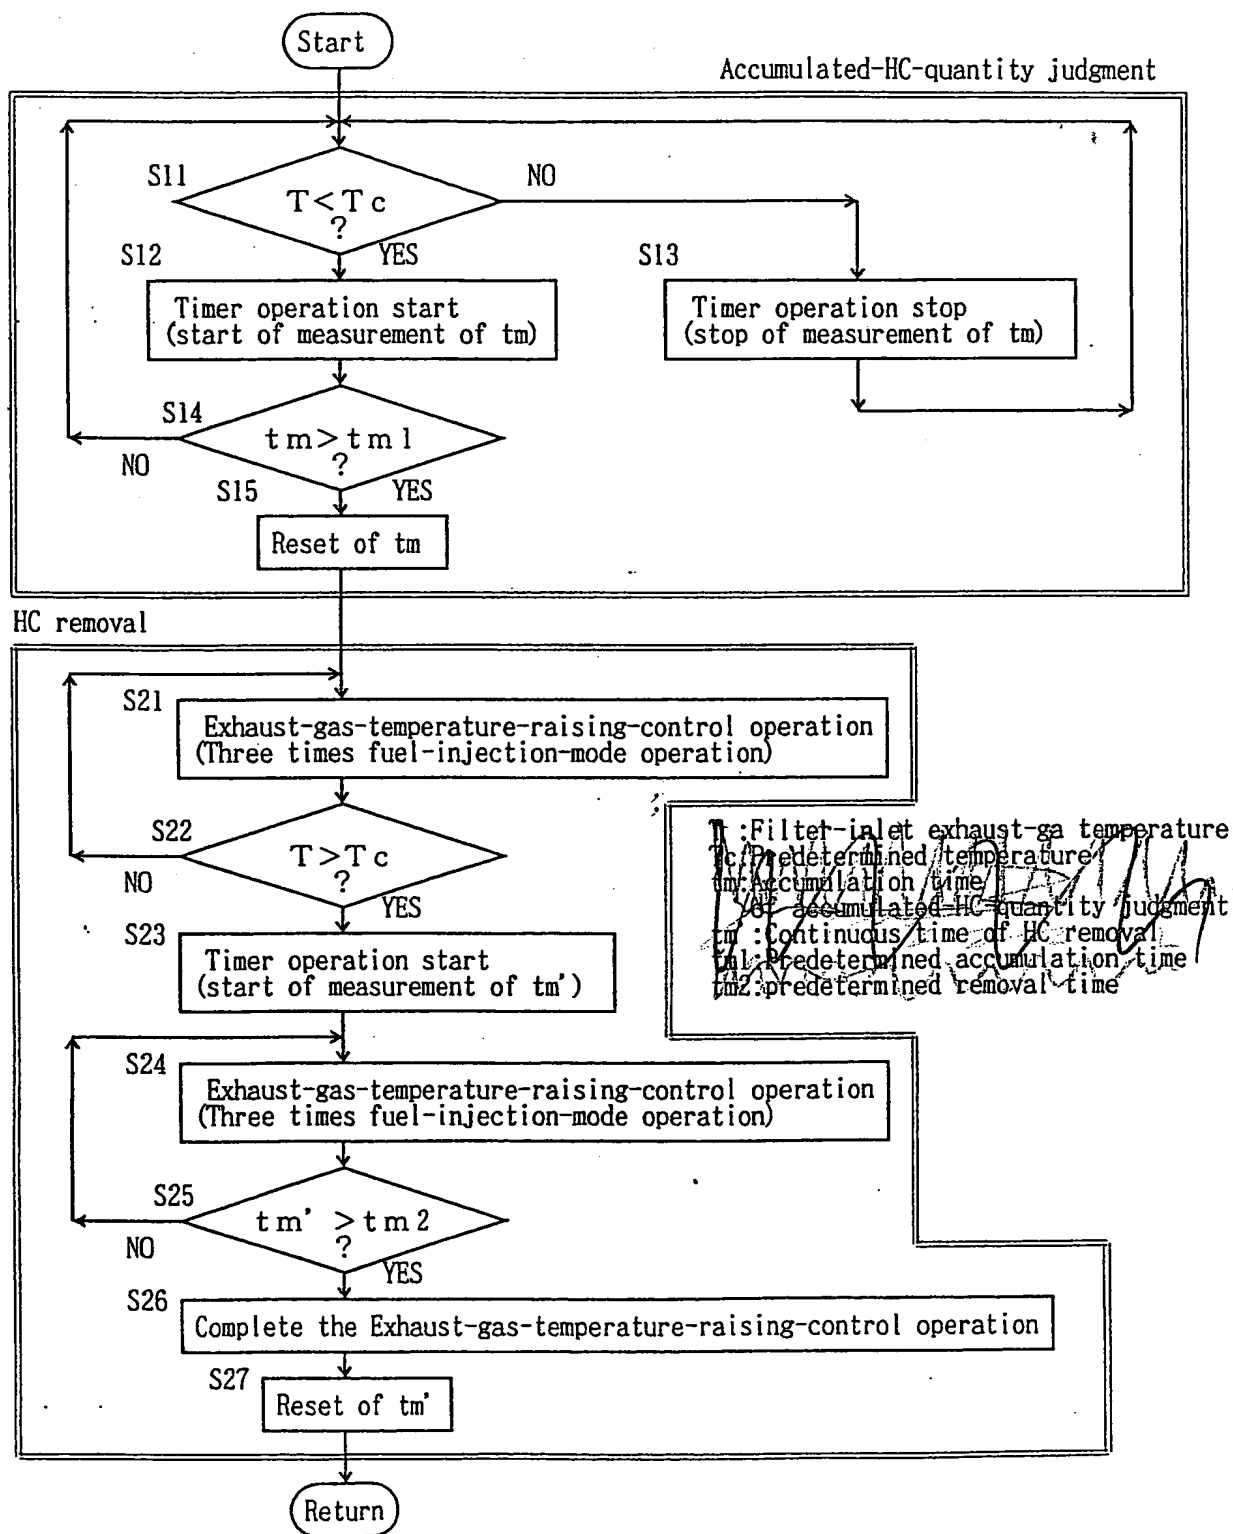 Start
Accumulated-HC-quantity judgment
S11
T<Tc
?
NO
YES
S12
Timer operation start
(start of measurement of tm)
S13
Timer operation stop
(stop of measurement of tm)
S14
tm>tm1
?
NO
YES
S15
Reset of tm
HC removal
S21
Exhaust-gas-temperature-raising-control operation
(Three times fuel-injection-mode operation)
S22
T>Tc
?
NO
YES
S23
Timer operation start
(start of measurement of tm')
:Filter-inlet exhaust-ga temperature
Tc:Predetermined temperature
tm:Accumulation time
of accumulated-HC-quantity judgment
tm :Continuous time of HC removal
tm1:Predetermined accumulation time
tm2:predetermined removal time
S24
Exhaust-gas-temperature-raising-control operation
(Three times fuel-injection-mode operation)
S25
tm' >tm2
?
NO
YES
S26
Complete the Exhaust-gas-temperature-raising-control operation
S27
Reset of tm'
Return